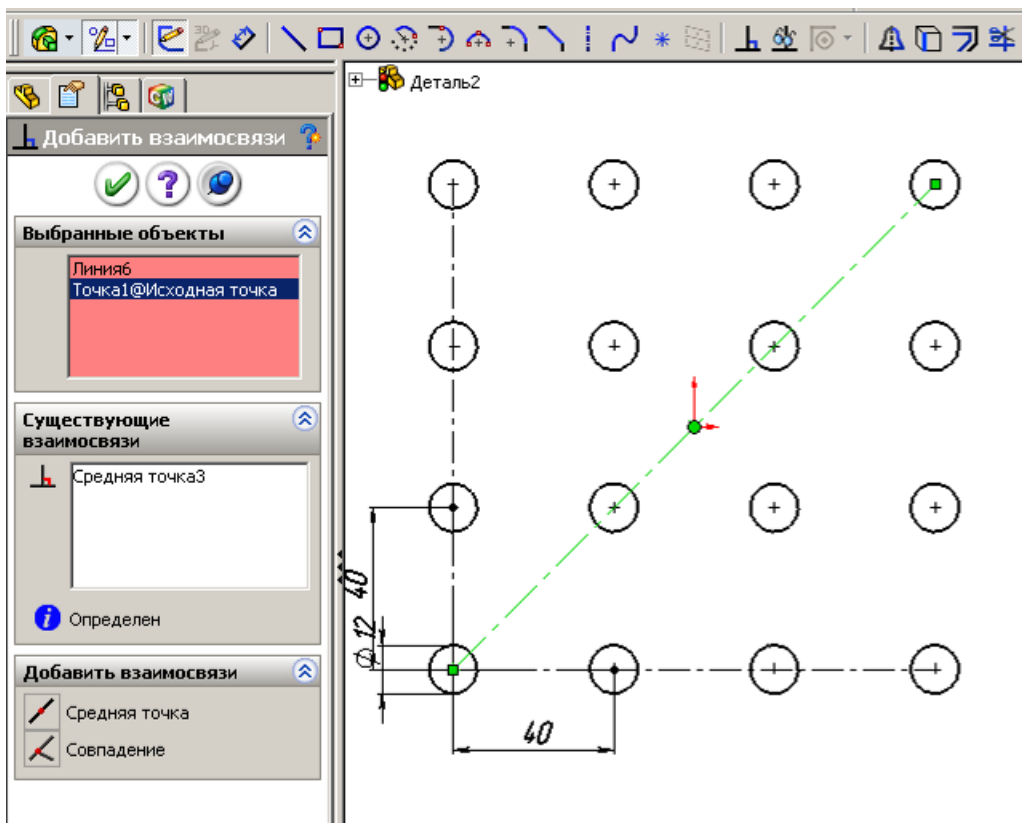 Деталь2
Добавить взаимосвязи
Выбранные объекты
Линия6
Точка1@Исходная точка
Существующие
взаимосвязи
Средняя точка3
Определен
Добавить взаимосвязи
Средняя точка
Совпадение
40
⌀12
40